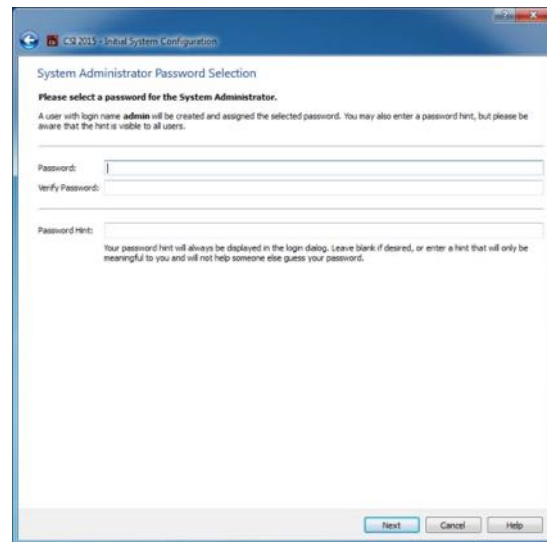 CSI 2015 - Initial System Configuration
System Administrator Password Selection
Please select a password for the System Administrator.
A user with login name admin will be created and assigned the selected password. You may also enter a password hint, but please be
aware that the hint is visible to all users.
Password:
Verify Password:
Password Hint:
Your password hint will always be displayed in the login dialog. Leave blank if desired, or enter a hint that will only be
meaningful to you and will not help someone else guess your password.
Next Cancel Help